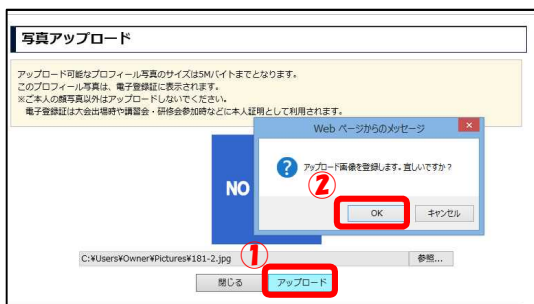 写真アップロード
アップロード可能なプロフィール写真のサイズは5Mバイトまでとなります。
このプロフィール写真は、電子登録証に表示されます。
※ご本人の顔写真以外はアップロードしないでください。
電子登録証は大会出場時や講習会・研修会参加時などに本人証明として利用されます。
Web ページからのメッセージ
×
?
アップロード画像を登録します。宜しいですか？
②
NO
OK
キャンセル
①
C:¥Users¥Owner¥Pictures¥181-2.jpg
参照...
閉じる
アップロード